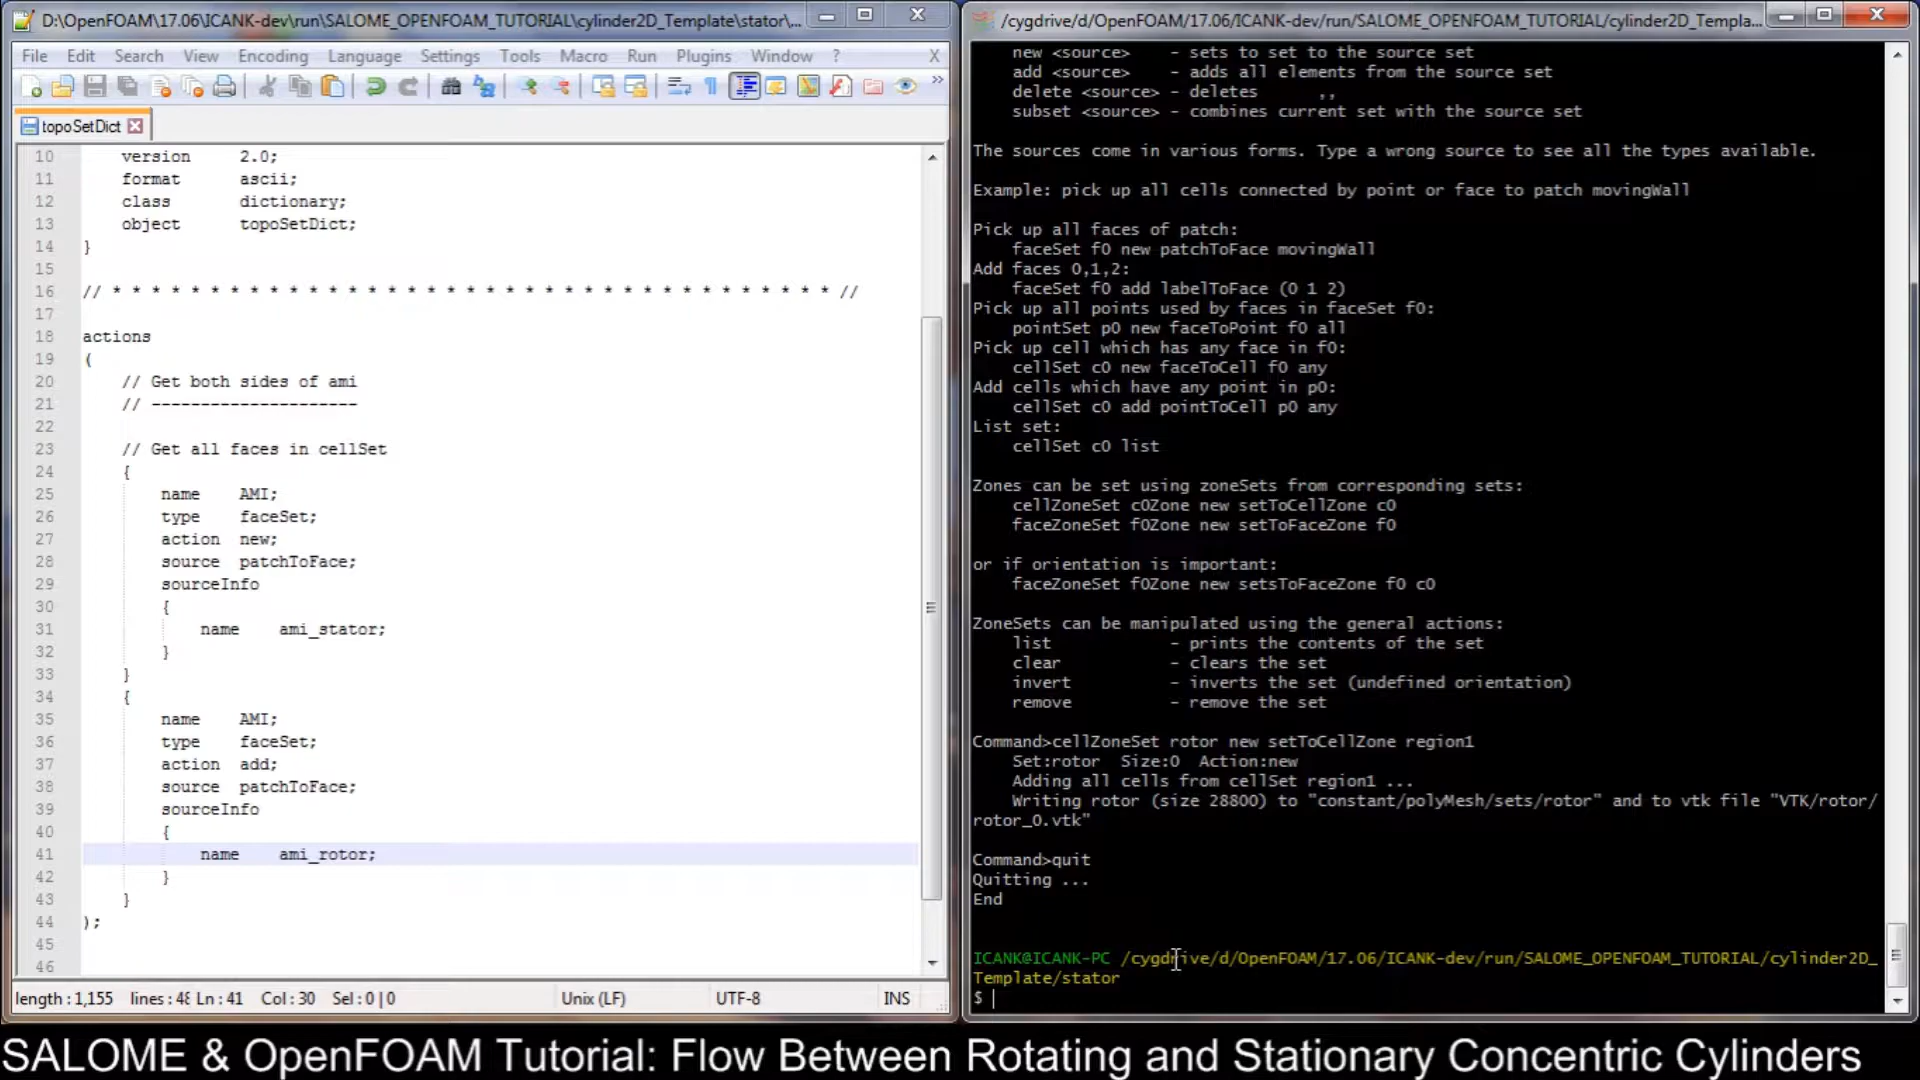 D:\OpenFOAM\17.06\ICANK-dev\run\SALOME_OPENFOAM_TUTORIAL\cylinder2D_Template\stator\...
File Edit Search View Encoding Language Settings Tools Macro Run Plugins Window ? X
topoSetDict
10 version 2.0;
11 format ascii;
12 class dictionary;
13 object topoSetDict;
14 }
15
16 // * * * * * * * * * * * * * * * * * * * * * * * * * * * * * * * * * * * * * //
17
18 actions
19 (
20 // Get both sides of ami
21 // ---------------------
22
23 // Get all faces in cellSet
24 {
25 name AMI;
26 type faceSet;
27 action new;
28 source patchToFace;
29 sourceInfo
30 {
31 name ami_stator;
32 }
33 }
34 {
35 name AMI;
36 type faceSet;
37 action add;
38 source patchToFace;
39 sourceInfo
40 {
41 name ami_rotor;
42 }
43 }
44 );
45
46
length : 1,155 lines : 48 Ln : 41 Col : 30 Sel : 0 | 0 Unix (LF) UTF-8 INS
/cygdrive/d/OpenFOAM/17.06/ICANK-dev/run/SALOME_OPENFOAM_TUTORIAL/cylinder2D_Templa...
new <source> - sets to set to the source set
add <source> - adds all elements from the source set
delete <source> - deletes ,,
subset <source> - combines current set with the source set
The sources come in various forms. Type a wrong source to see all the types available.
Example: pick up all cells connected by point or face to patch movingWall
Pick up all faces of patch:
faceSet f0 new patchToFace movingWall
Add faces 0,1,2:
faceSet f0 add labelToFace (0 1 2)
Pick up all points used by faces in faceSet f0:
pointSet p0 new faceToPoint f0 all
Pick up cell which has any face in f0:
cellSet c0 new faceToCell f0 any
Add cells which have any point in p0:
cellSet c0 add pointToCell p0 any
List set:
cellSet c0 list
Zones can be set using zoneSets from corresponding sets:
cellZoneSet c0Zone new setToCellZone c0
faceZoneSet f0Zone new setToFaceZone f0
or if orientation is important:
faceZoneSet f0Zone new setsToFaceZone f0 c0
ZoneSets can be manipulated using the general actions:
list - prints the contents of the set
clear - clears the set
invert - inverts the set (undefined orientation)
remove - remove the set
Command>cellZoneSet rotor new setToCellZone region1
Set:rotor Size:0 Action:new
Adding all cells from cellSet region1 ...
Writing rotor (size 28800) to "constant/polyMesh/sets/rotor" and to vtk file "VTK/rotor/
rotor_0.vtk"
Command>quit
Quitting ...
End
ICANK@ICANK-PC /cygdrive/d/OpenFOAM/17.06/ICANK-dev/run/SALOME_OPENFOAM_TUTORIAL/cylinder2D_
Template/stator
$
SALOME & OpenFOAM Tutorial: Flow Between Rotating and Stationary Concentric Cylinders